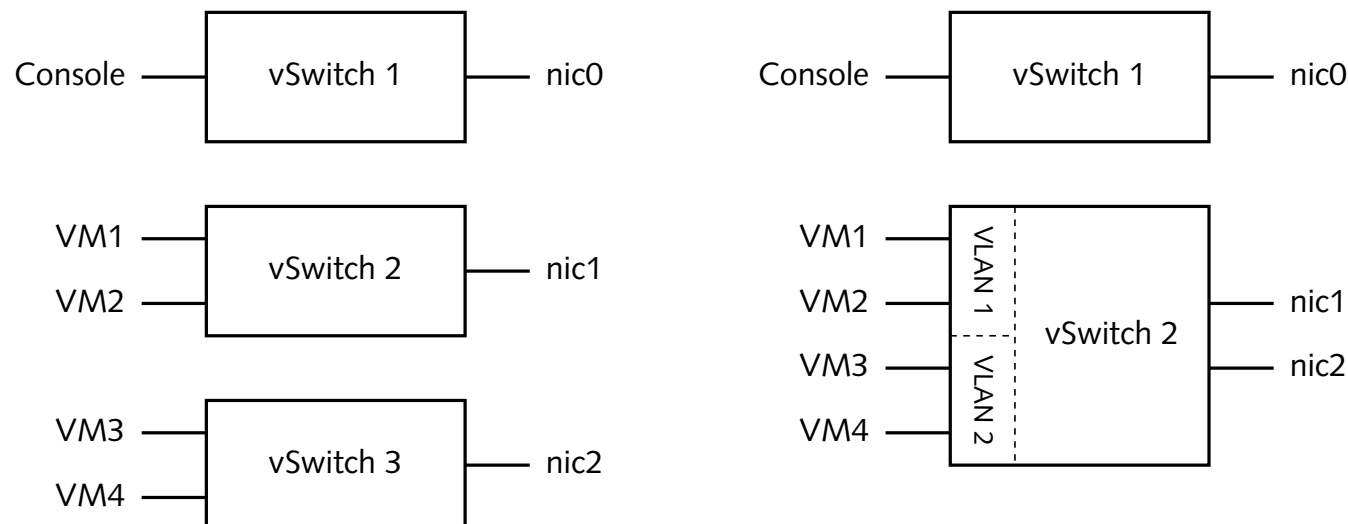 Console
vSwitch 1
nic0
VM1
VM2
vSwitch 2
nic1
VM3
VM4
vSwitch 3
nic2
Console
vSwitch 1
nic0
VM1
VM2
VM3
VM4
VLAN 1
VLAN 2
vSwitch 2
nic1
nic2